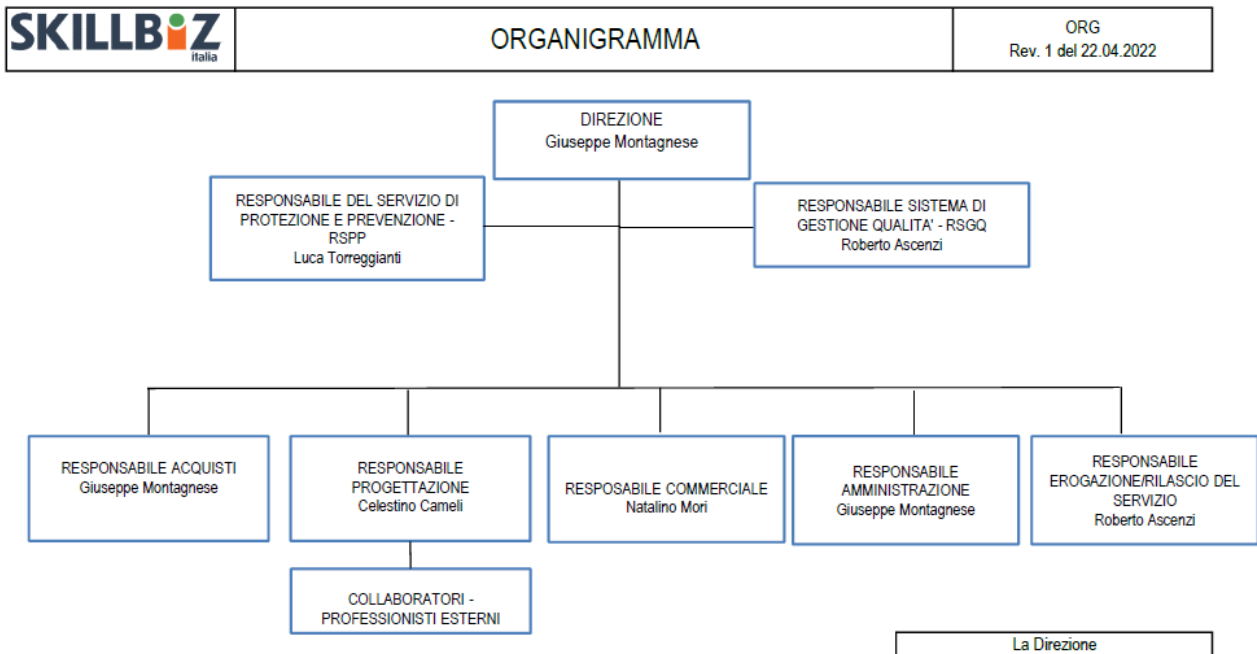 SKILLBiZ
italia
ORGANIGRAMMA
ORG
Rev. 1 del 22.04.2022
DIREZIONE
Giuseppe Montagnese
RESPONSABILE DEL SERVIZIO DI
PROTEZIONE E PREVENZIONE -
RSPP
Luca Torreggianti
RESPONSABILE SISTEMA DI
GESTIONE QUALITA' - RSGQ
Roberto Ascenzi
RESPONSABILE ACQUISTI
Giuseppe Montagnese
RESPONSABILE
PROGETTAZIONE
Celestino Cameli
RESPOSABILE COMMERCIALE
Natalino Mori
RESPONSABILE
AMMINISTRAZIONE
Giuseppe Montagnese
RESPONSABILE
EROGAZIONE/RILASCIO DEL
SERVIZIO
Roberto Ascenzi
COLLABORATORI -
PROFESSIONISTI ESTERNI
La Direzione